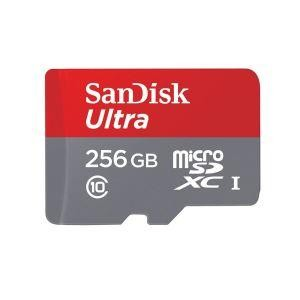 SanDisk
Ultra
256 GB
micro
SD
XC I
10